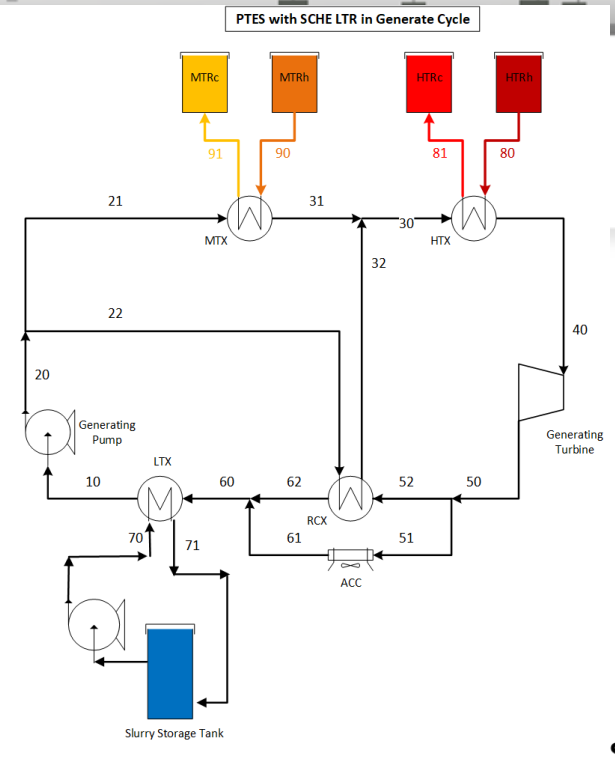 PTES with SCHE LTR in Generate Cycle
MTRc
MTRh
HTRc
HTRh
91
90
81
80
21
31
30
MTX
HTX
32
22
40
20
Generating
Pump
Generating
Turbine
LTX
10
60
62
52
50
RCX
70
71
61
51
ACC
Slurry Storage Tank